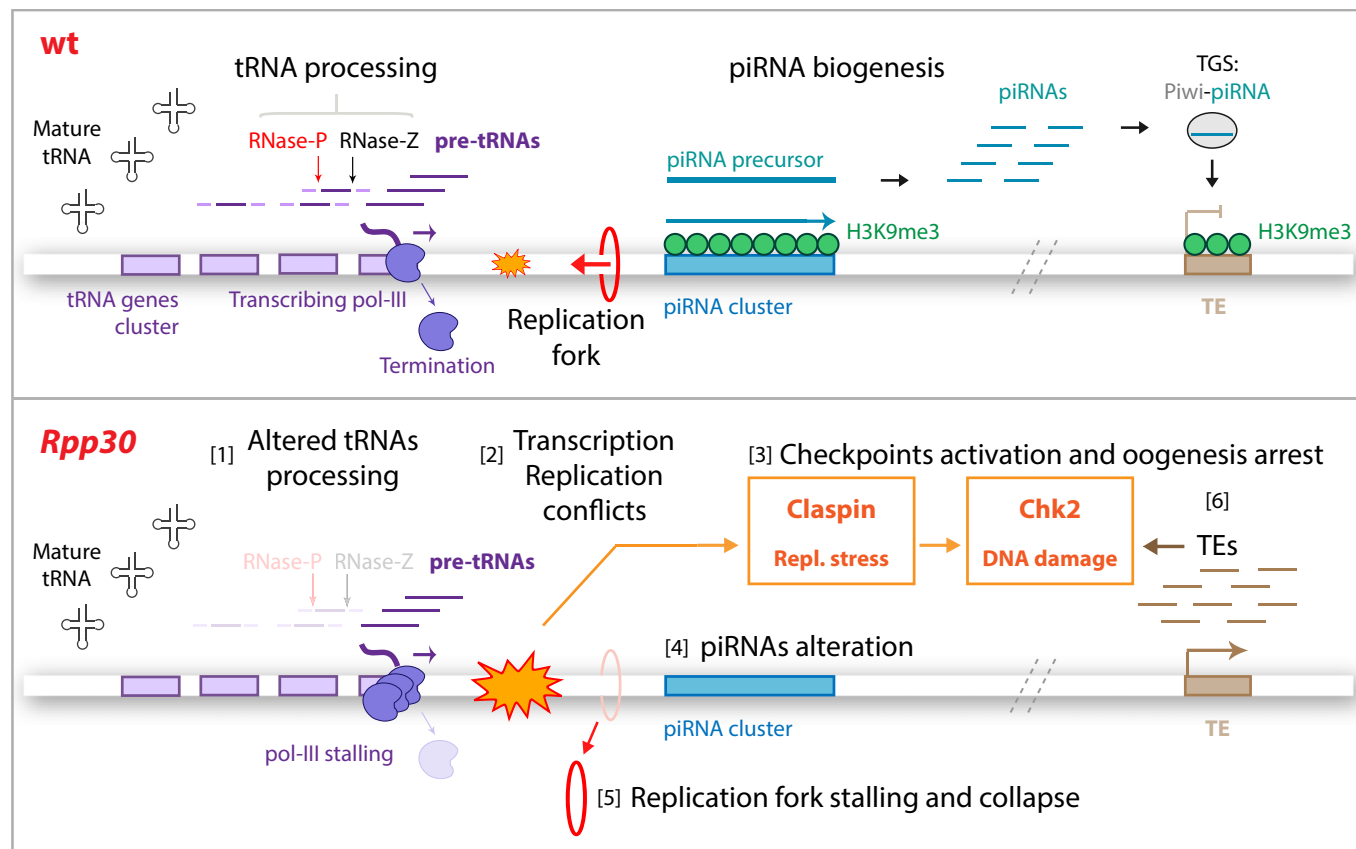 wt
tRNA processing
piRNA biogenesis
TGS:
Piwi-piRNA
piRNAs
Mature
tRNA
RNase-P
RNase-Z
pre-tRNAs
piRNA precursor
H3K9me3
H3K9me3
tRNA genes
cluster
Transcribing pol-III
Termination
Replication
fork
piRNA cluster
TE
Rpp30
[1] Altered tRNAs
processing
[2] Transcription
Replication
conflicts
[3] Checkpoints activation and oogenesis arrest
Claspin
Repl. stress
Chk2
DNA damage
[6]
TEs
Mature
tRNA
RNase-P
RNase-Z
pre-tRNAs
[4] piRNAs alteration
pol-III stalling
piRNA cluster
TE
[5] Replication fork stalling and collapse